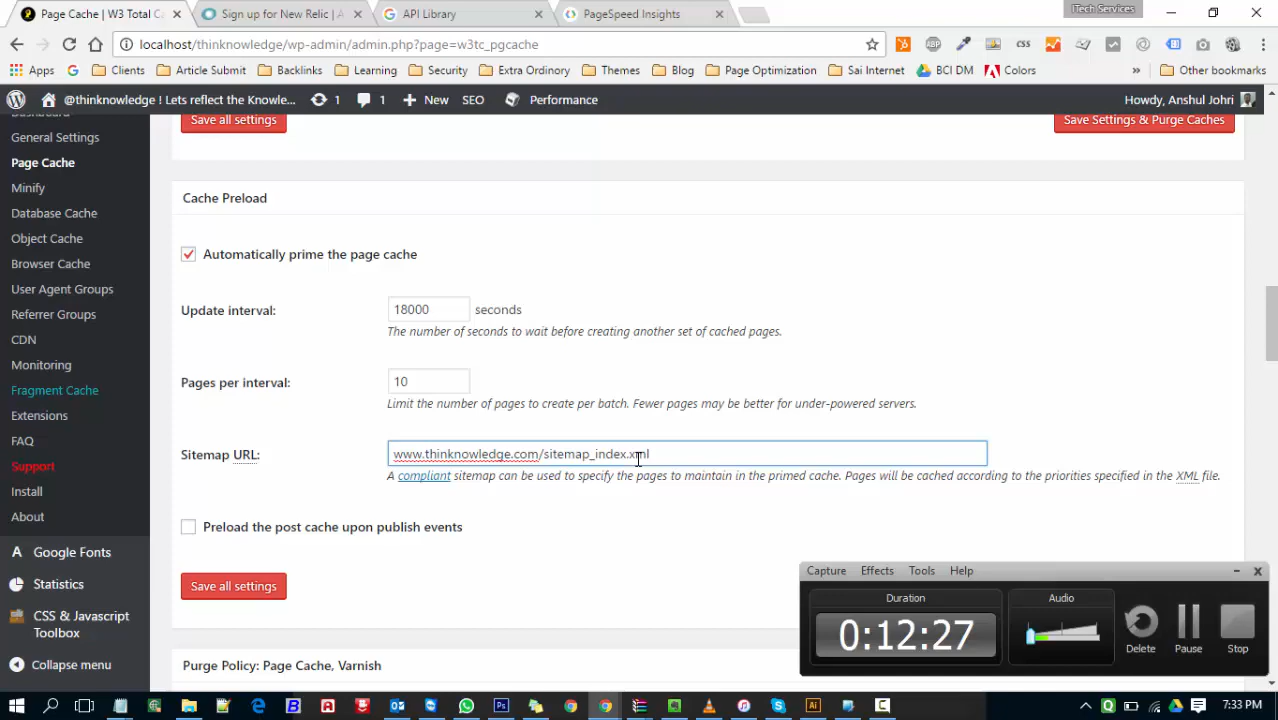 Page Cache | W3 Total C
Sign up for New Relic | A
API Library
PageSpeed Insights
iTech Services
localhost/thinknowledge/wp-admin/admin.php?page=w3tc_pgcache
ABP
CSS
Apps
Clients
Article Submit
Backlinks
Learning
Security
Extra Ordinory
Themes
Blog
Page Optimization
Sai Internet
BCI DM
Colors
»
Other bookmarks
@thinknowledge ! Lets reflect the Knowle...
1
1
New
SEO
Performance
Howdy, Anshul Johri
Dashboard
General Settings
Page Cache
Minify
Database Cache
Object Cache
Browser Cache
User Agent Groups
Referrer Groups
CDN
Monitoring
Fragment Cache
Extensions
FAQ
Support
Install
About
Google Fonts
Statistics
CSS & Javascript
Toolbox
Collapse menu
Save all settings
Save Settings & Purge Caches
Cache Preload
Automatically prime the page cache
Update interval:
18000 seconds
The number of seconds to wait before creating another set of cached pages.
Pages per interval:
10
Limit the number of pages to create per batch. Fewer pages may be better for under-powered servers.
Sitemap URL:
www.thinknowledge.com/sitemap_index.xml
A compliant sitemap can be used to specify the pages to maintain in the primed cache. Pages will be cached according to the priorities specified in the XML file.
Preload the post cache upon publish events
Save all settings
Purge Policy: Page Cache, Varnish
Capture
Effects
Tools
Help
Duration
0:12:27
Audio
Delete
Pause
Stop
7:33 PM